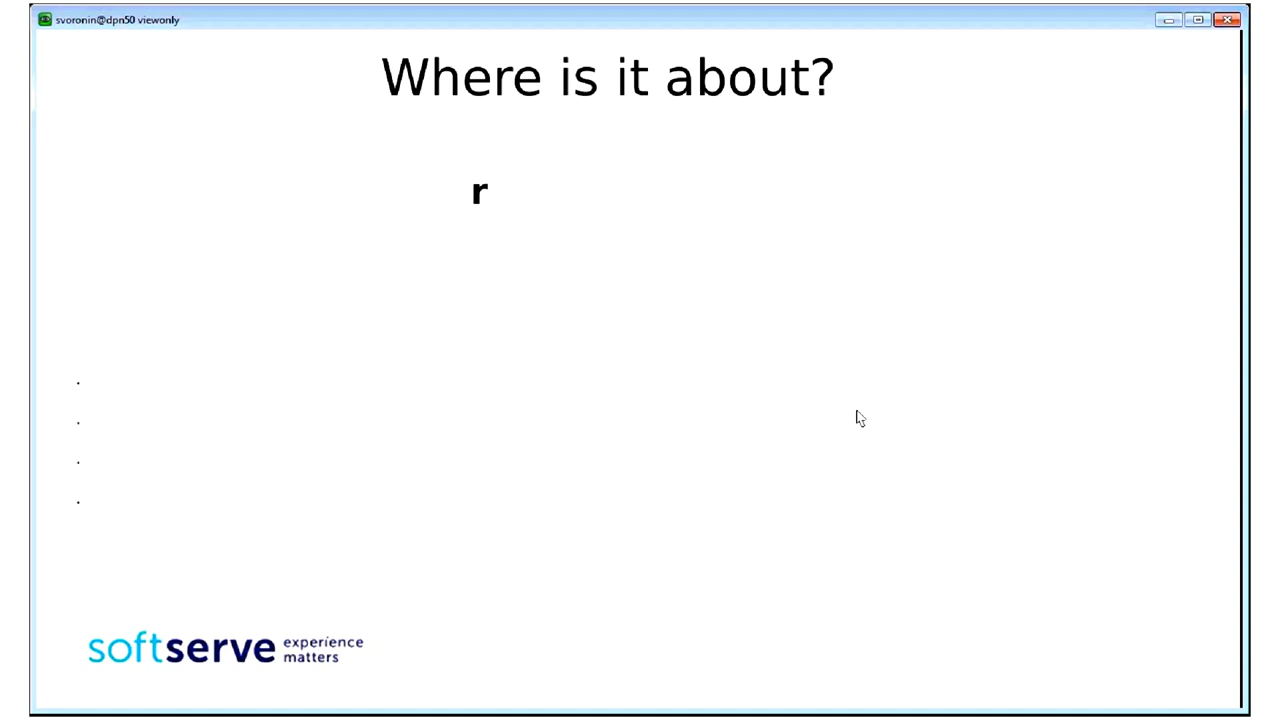 svoronin@dpn50 viewonly
Where is it about?
r
.
.
.
.
softserve experience
matters